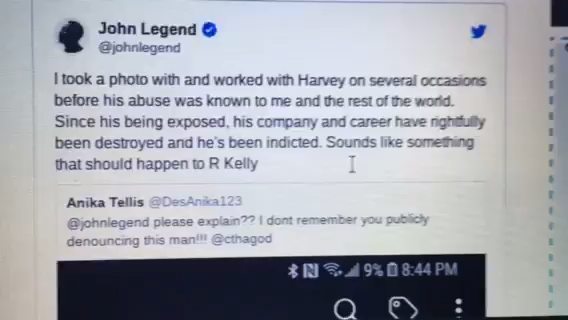 John Legend
@johnlegend
I took a photo with and worked with Harvey on several occasions
before his abuse was known to me and the rest of the world.
Since his being exposed, his company and career have rightfully
been destroyed and he's been indicted. Sounds like something
that should happen to R Kelly
Anika Tellis @DesAnika123
@johnlegend please explain?? I dont remember you publicly
denouncing this man!!! @cthagod
9% 8:44 PM